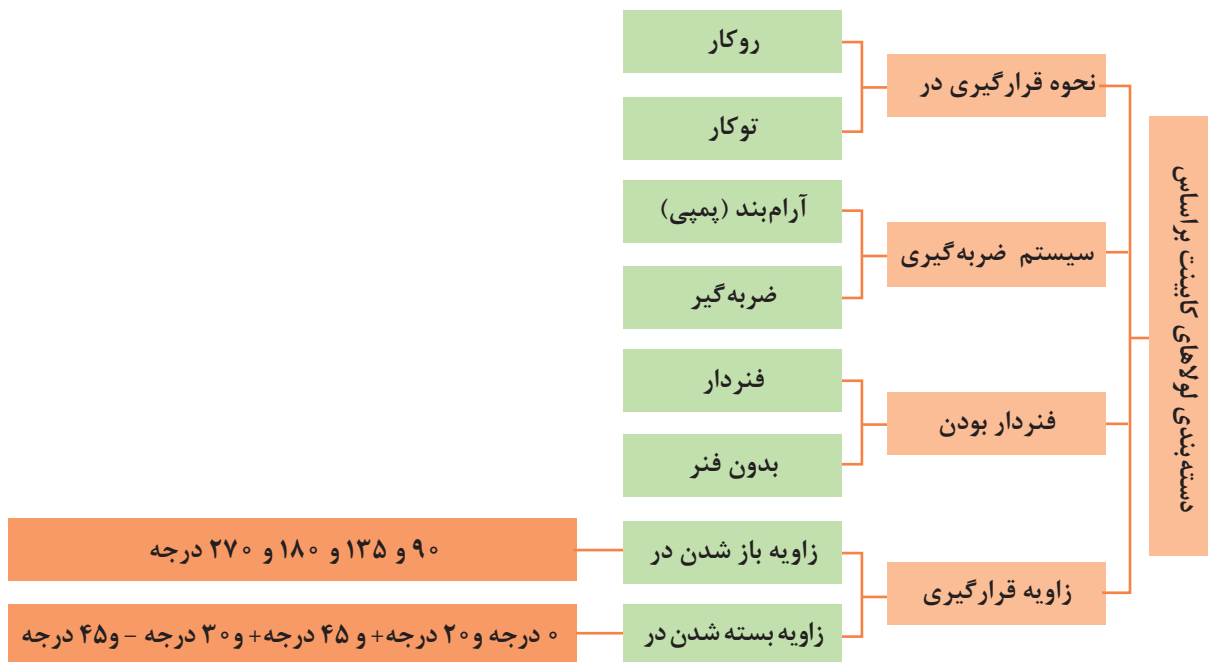 دسته‌بندی لولاهای کابینت براساس
نحوه قرارگیری در
روکار
توکار
سیستم ضربه‌گیری
آرام‌بند (پمپی)
ضربه‌گیر
فنردار بودن
فنردار
بدون فنر
زاویه قرارگیری
زاویه باز شدن در
۹۰ و ۱۳۵ و ۱۸۰ و ۲۷۰ درجه
زاویه بسته شدن در
۰ درجه و۲۰ درجه+ و ۴۵ درجه+ و۳۰ درجه - و۴۵ درجه